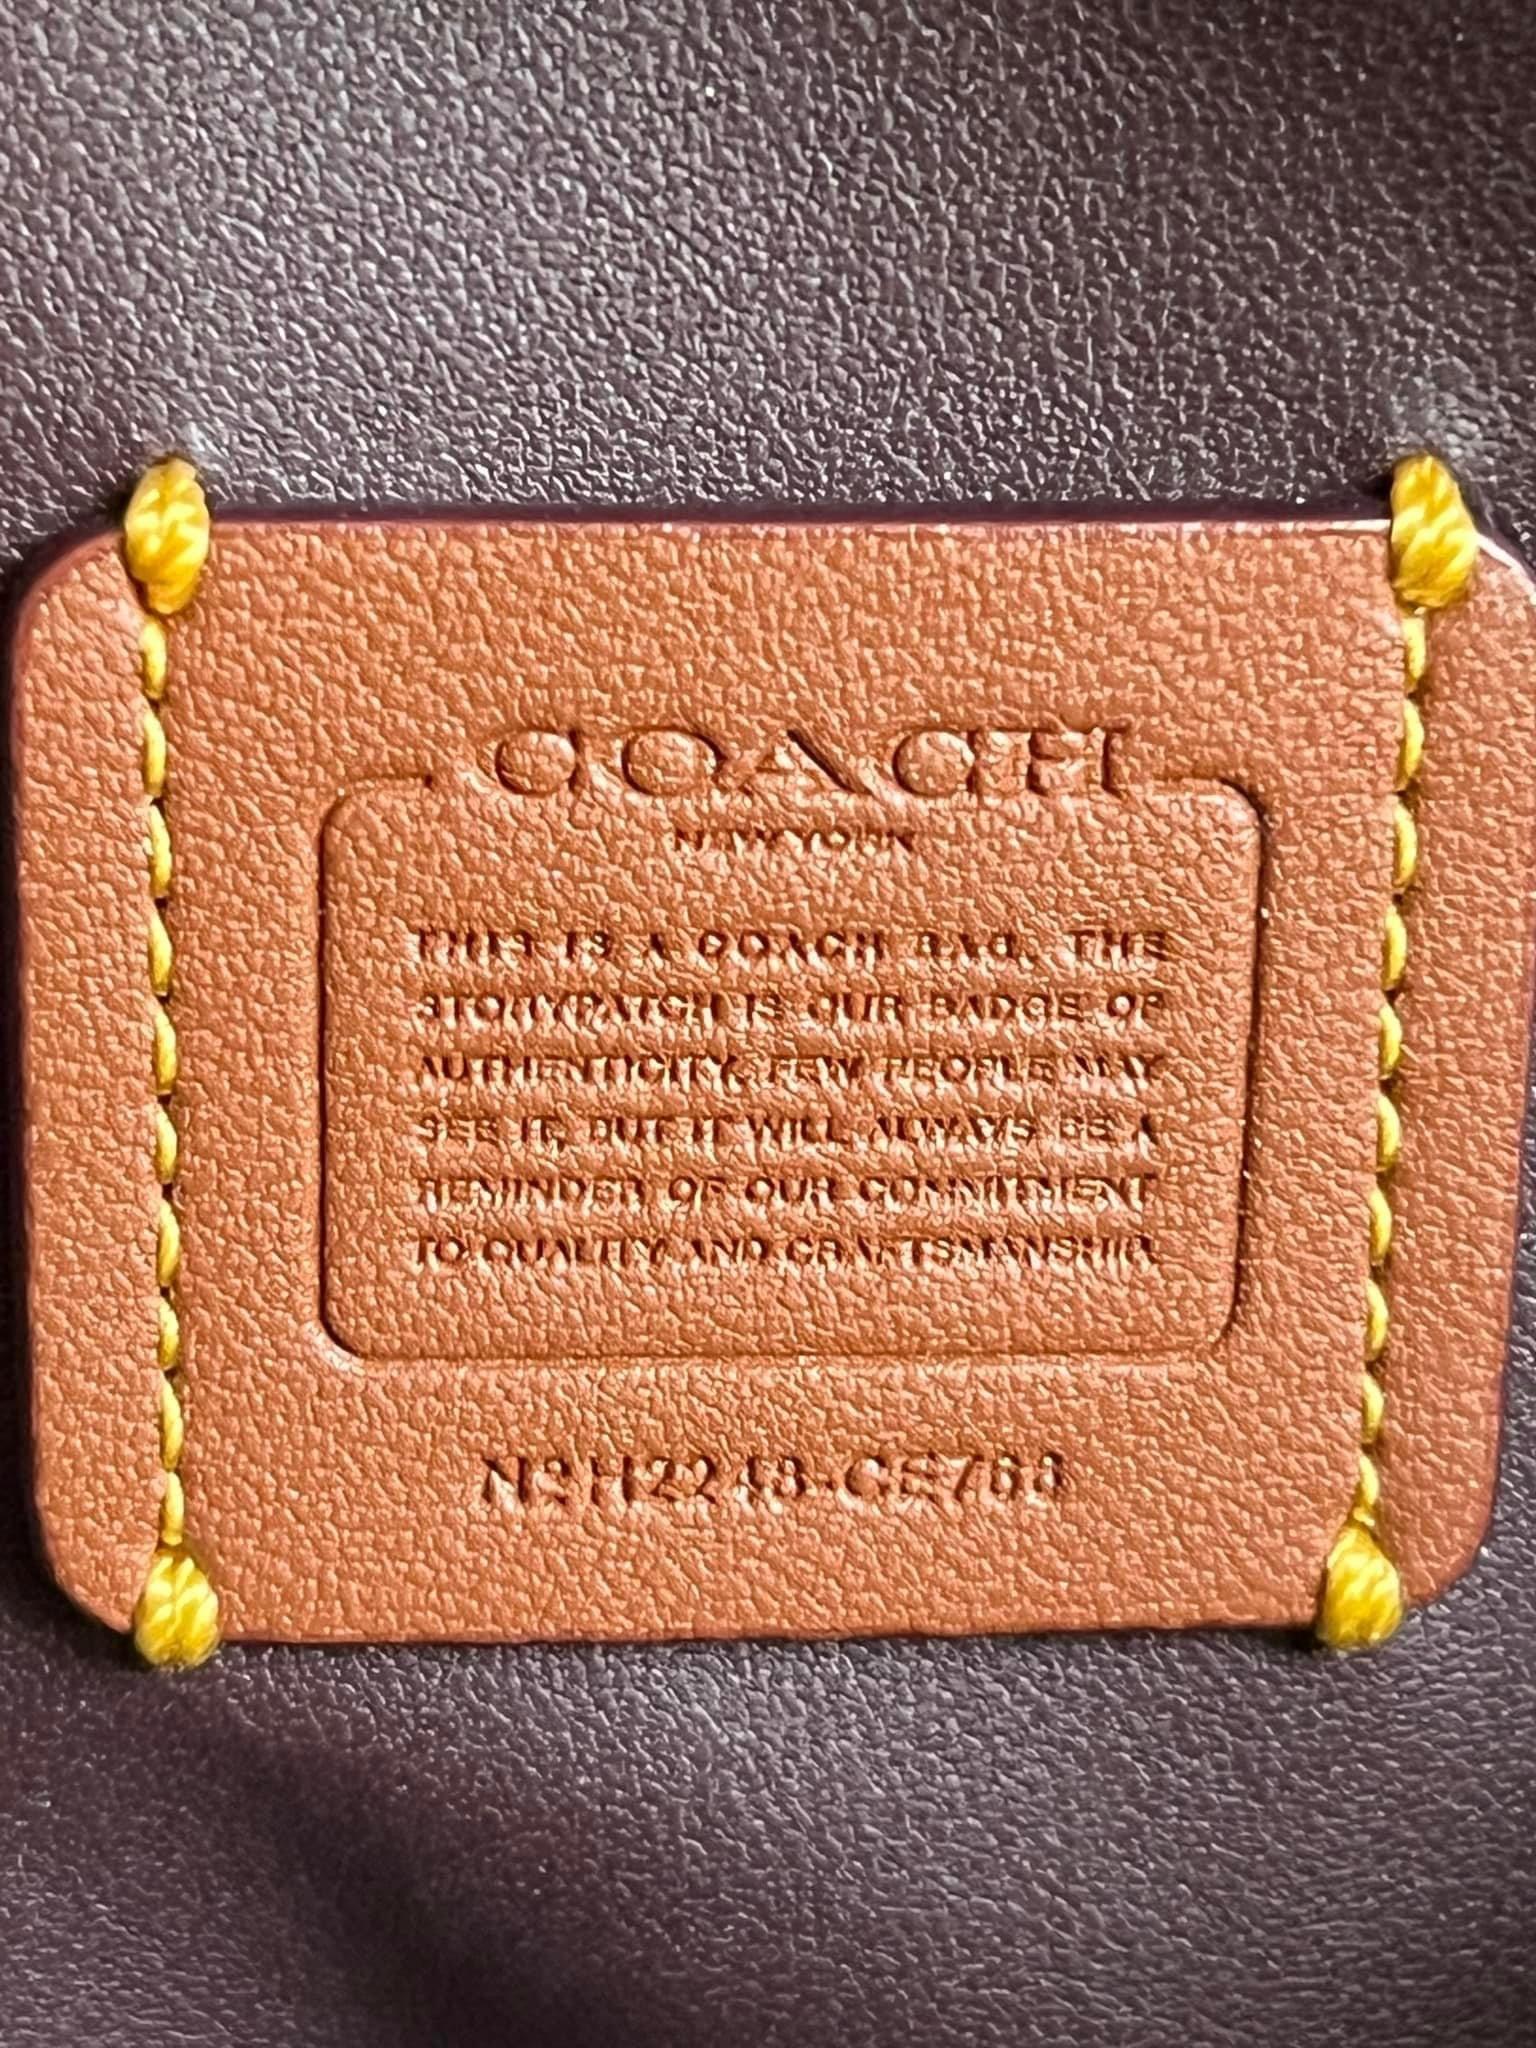 COACH
NEW YORK
THIS IS A COACH BAG. THE
STORYPATCH IS OUR BADGE OF
AUTHENTICITY. FEW PEOPLE MAY
SEE IT, BUT IT WILL ALWAYS BE A
REMINDER OF OUR COMMITMENT
TO QUALITY AND CRAFTSMANSHIP.